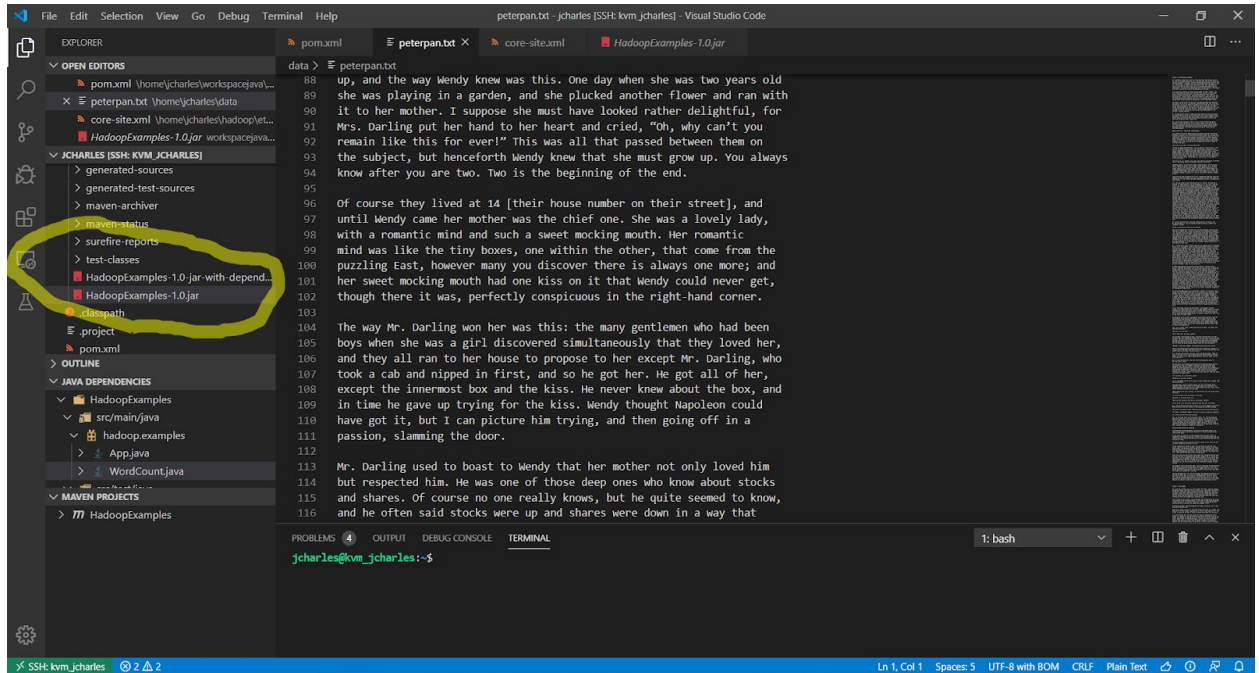 File Edit Selection View Go Debug Terminal Help
peterpan.txt - jcharles [SSH: kvm_jcharles] - Visual Studio Code
EXPLORER
OPEN EDITORS
pom.xml \home\jcharles\workspacejava\...
peterpan.txt \home\jcharles\data
core-site.xml \home\jcharles\hadoop\et...
HadoopExamples-1.0.jar workspacejava...
JCHARLES [SSH: KVM_JCHARLES]
generated-sources
generated-test-sources
maven-archiver
maven-status
surefire-reports
test-classes
HadoopExamples-1.0-jar-with-depend...
HadoopExamples-1.0.jar
.classpath
.project
pom.xml
OUTLINE
JAVA DEPENDENCIES
HadoopExamples
src/main/java
hadoop.examples
App.java
WordCount.java
MAVEN PROJECTS
HadoopExamples
pom.xml peterpan.txt core-site.xml HadoopExamples-1.0.jar
data > peterpan.txt
88 up, and the way Wendy knew was this. One day when she was two years old
89 she was playing in a garden, and she plucked another flower and ran with
90 it to her mother. I suppose she must have looked rather delightful, for
91 Mrs. Darling put her hand to her heart and cried, “Oh, why can’t you
92 remain like this for ever!” This was all that passed between them on
93 the subject, but henceforth Wendy knew that she must grow up. You always
94 know after you are two. Two is the beginning of the end.
95
96 Of course they lived at 14 [their house number on their street], and
97 until Wendy came her mother was the chief one. She was a lovely lady,
98 with a romantic mind and such a sweet mocking mouth. Her romantic
99 mind was like the tiny boxes, one within the other, that come from the
100 puzzling East, however many you discover there is always one more; and
101 her sweet mocking mouth had one kiss on it that Wendy could never get,
102 though there it was, perfectly conspicuous in the right-hand corner.
103
104 The way Mr. Darling won her was this: the many gentlemen who had been
105 boys when she was a girl discovered simultaneously that they loved her,
106 and they all ran to her house to propose to her except Mr. Darling, who
107 took a cab and nipped in first, and so he got her. He got all of her,
108 except the innermost box and the kiss. He never knew about the box, and
109 in time he gave up trying for the kiss. Wendy thought Napoleon could
110 have got it, but I can picture him trying, and then going off in a
111 passion, slamming the door.
112
113 Mr. Darling used to boast to Wendy that her mother not only loved him
114 but respected him. He was one of those deep ones who know about stocks
115 and shares. Of course no one really knows, but he quite seemed to know,
116 and he often said stocks were up and shares were down in a way that
PROBLEMS 4 OUTPUT DEBUG CONSOLE TERMINAL
1: bash
jcharles@kvm_jcharles:~$
SSH: kvm_jcharles 2 2
Ln 1, Col 1 Spaces: 5 UTF-8 with BOM CRLF Plain Text